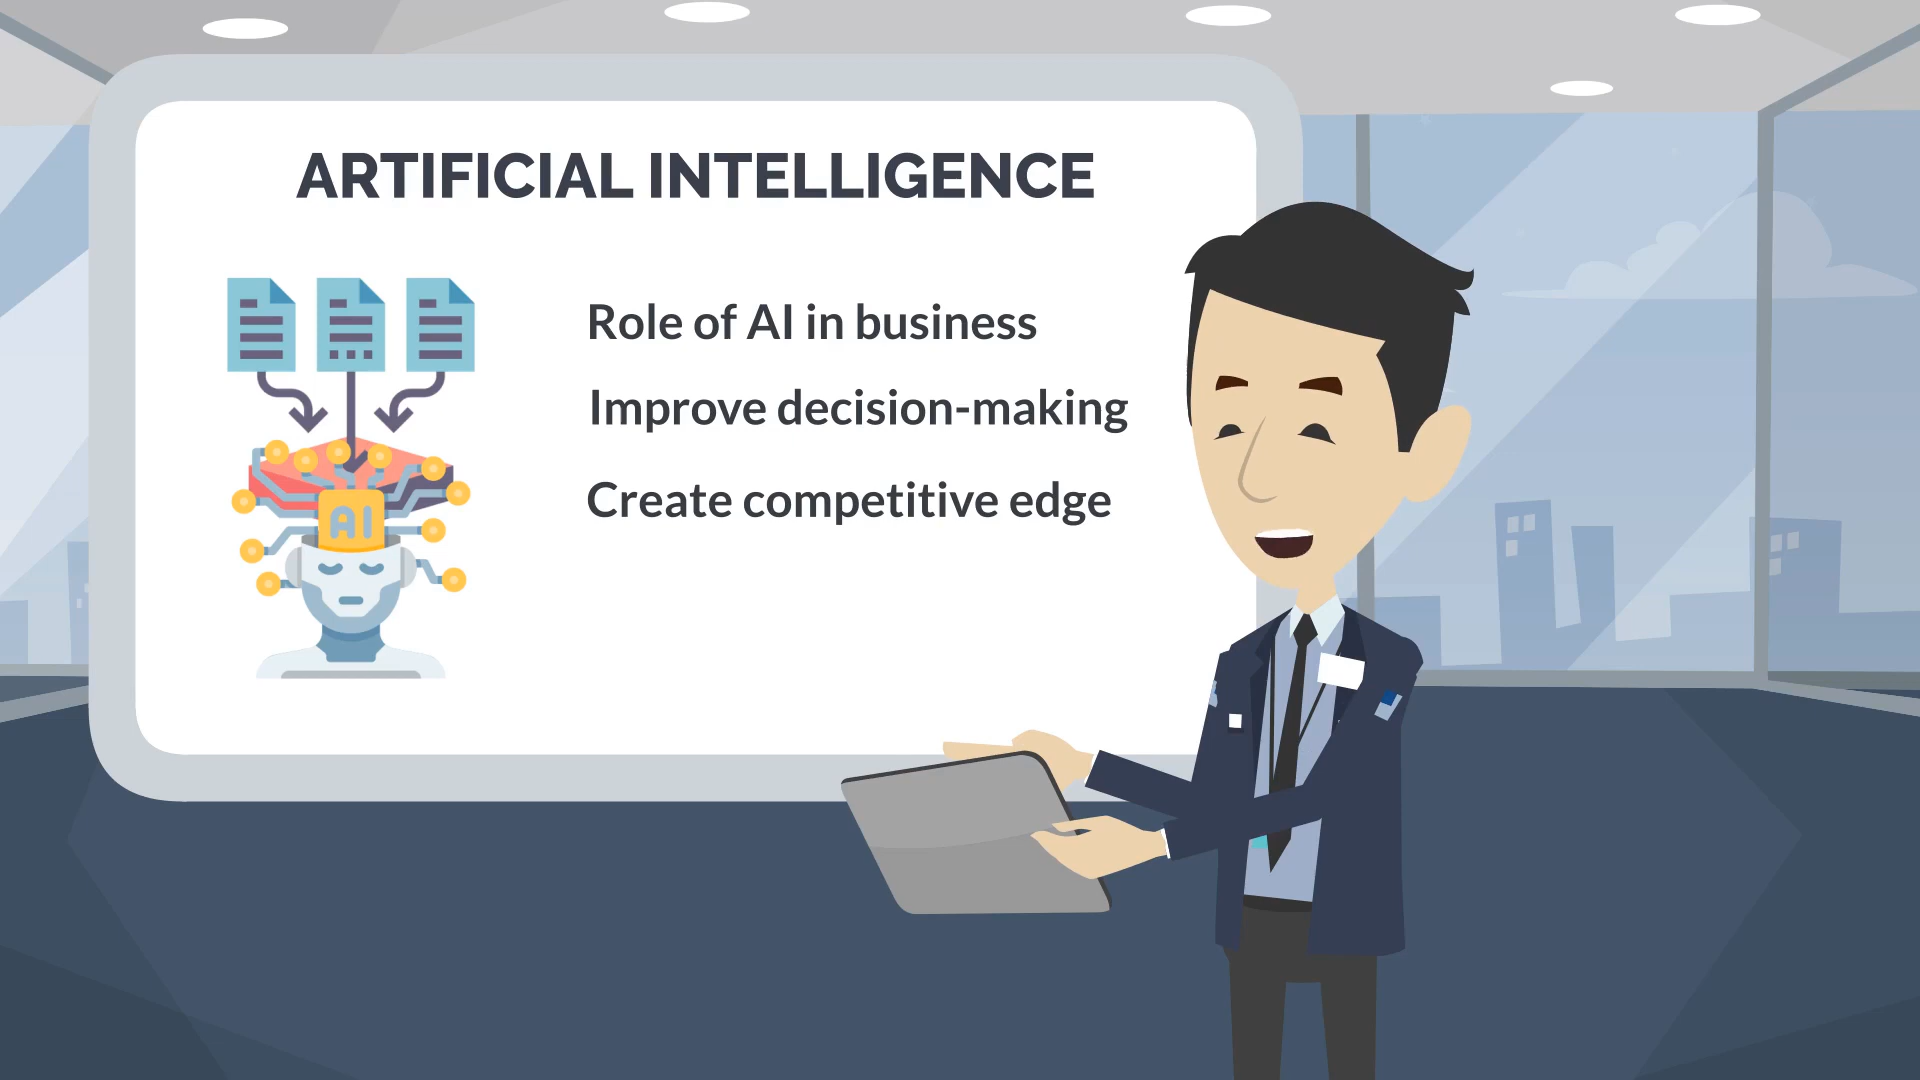 ARTIFICIAL INTELLIGENCE
Role of AI in business
Improve decision-making
Create competitive edge
AI